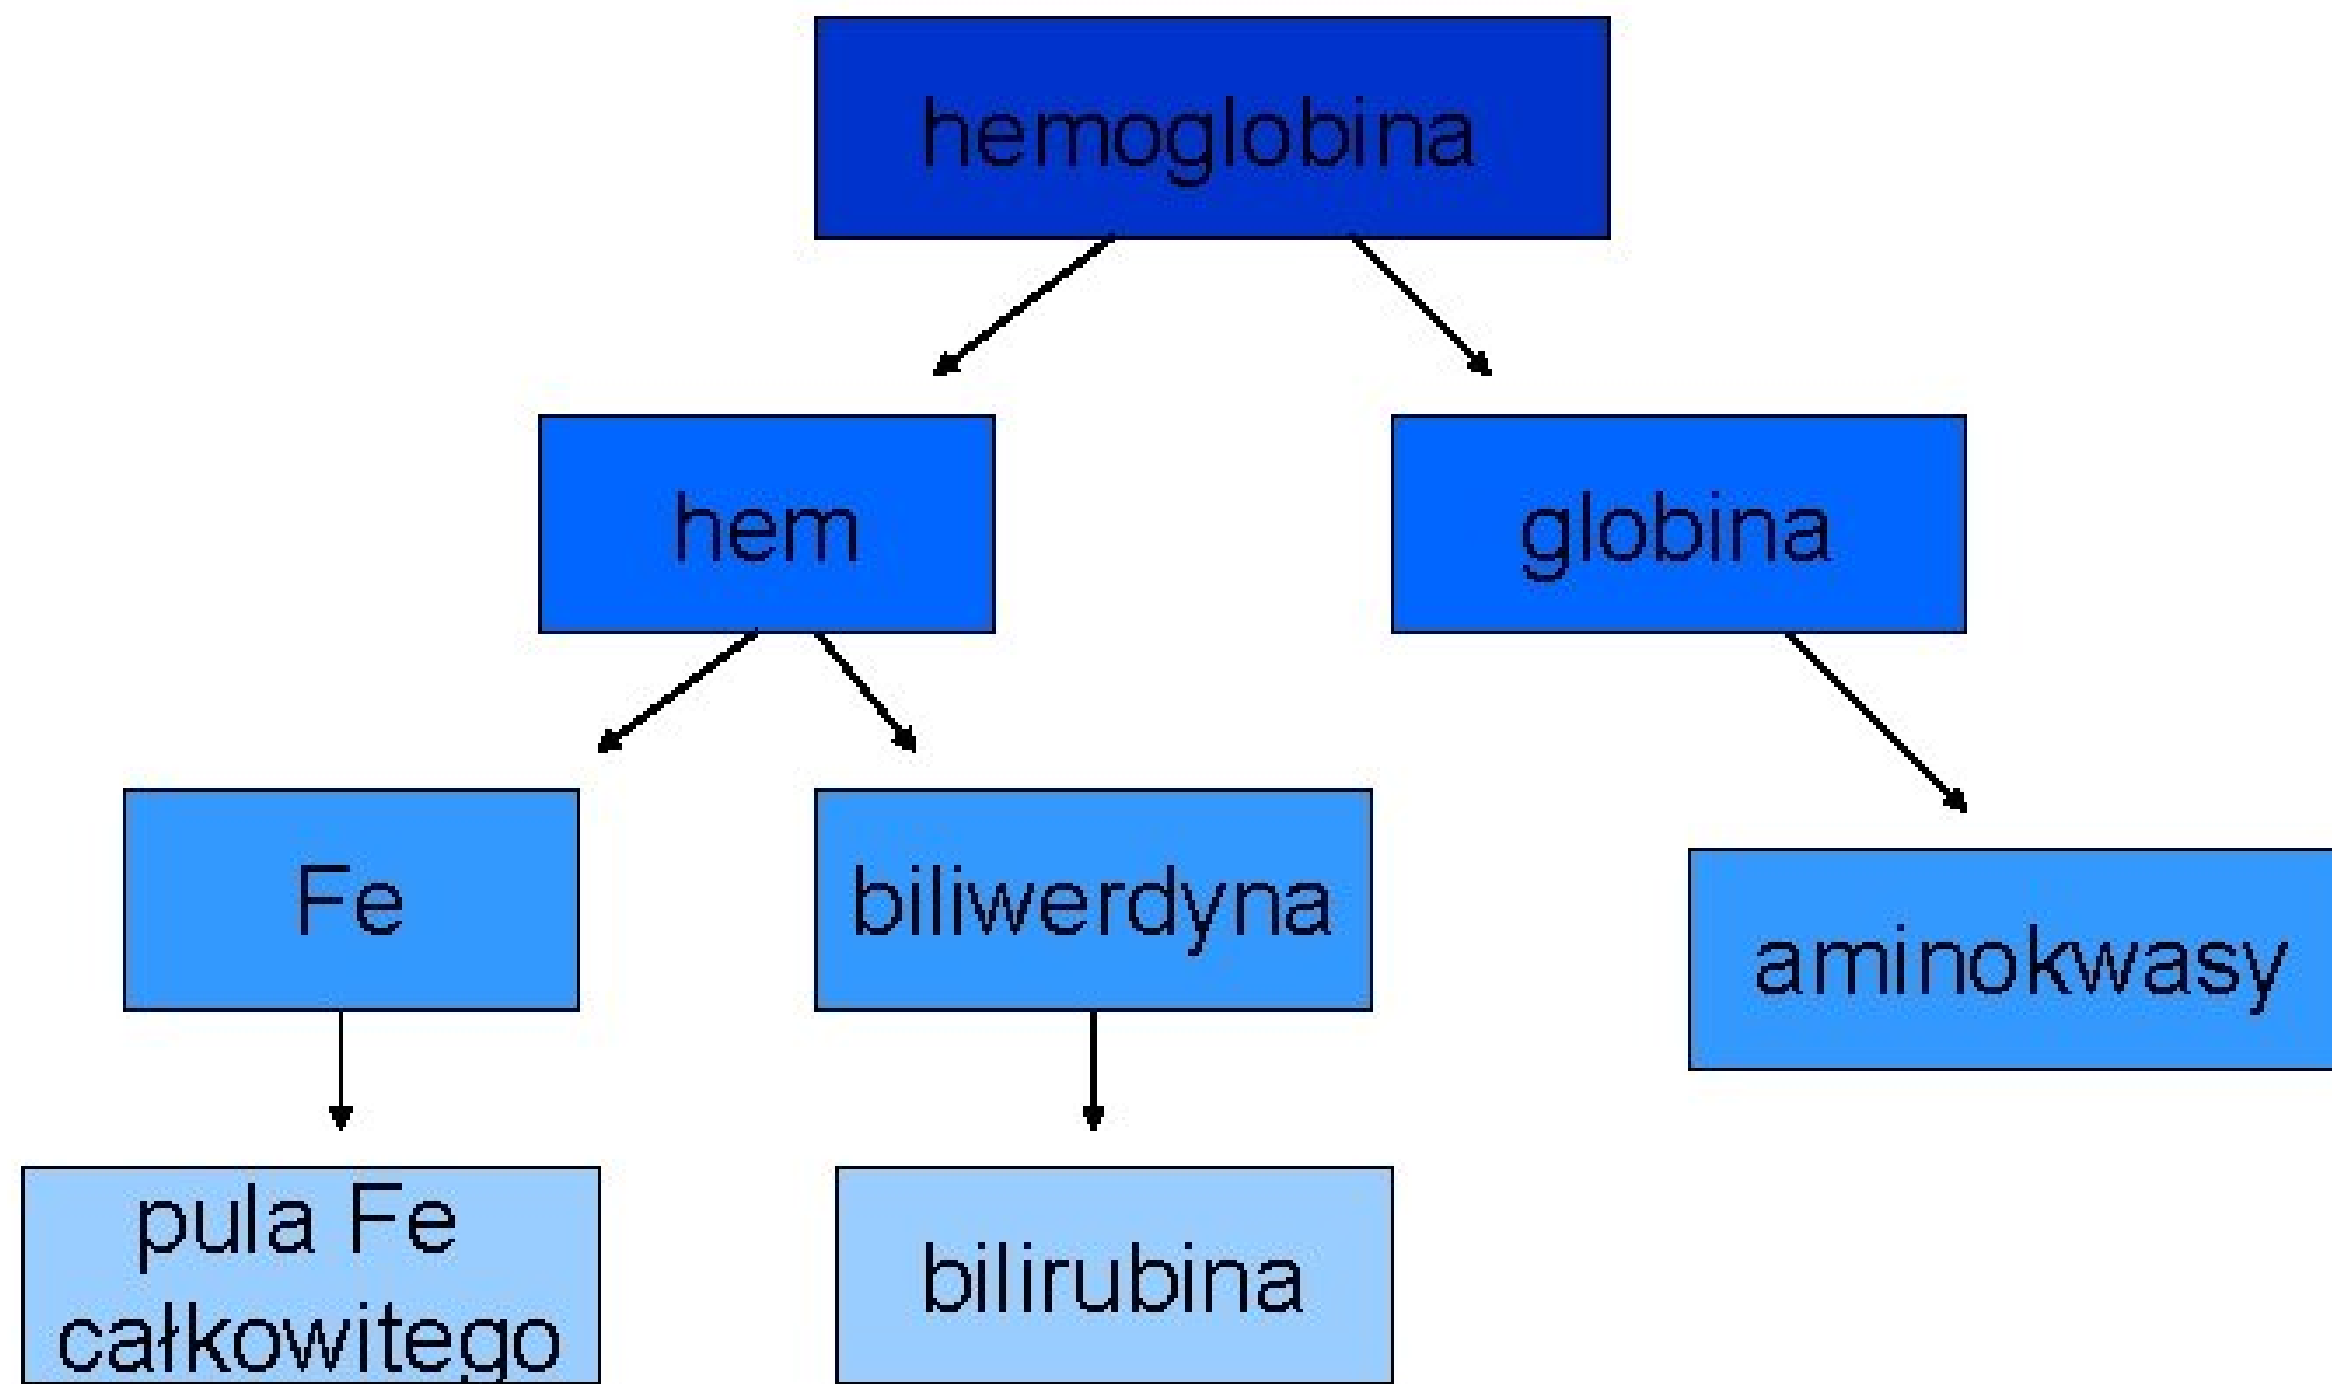 hemoglobina
hem
globina
Fe
biliwerdyna
aminokwasy
pula Fe
całkowitego
bilirubina